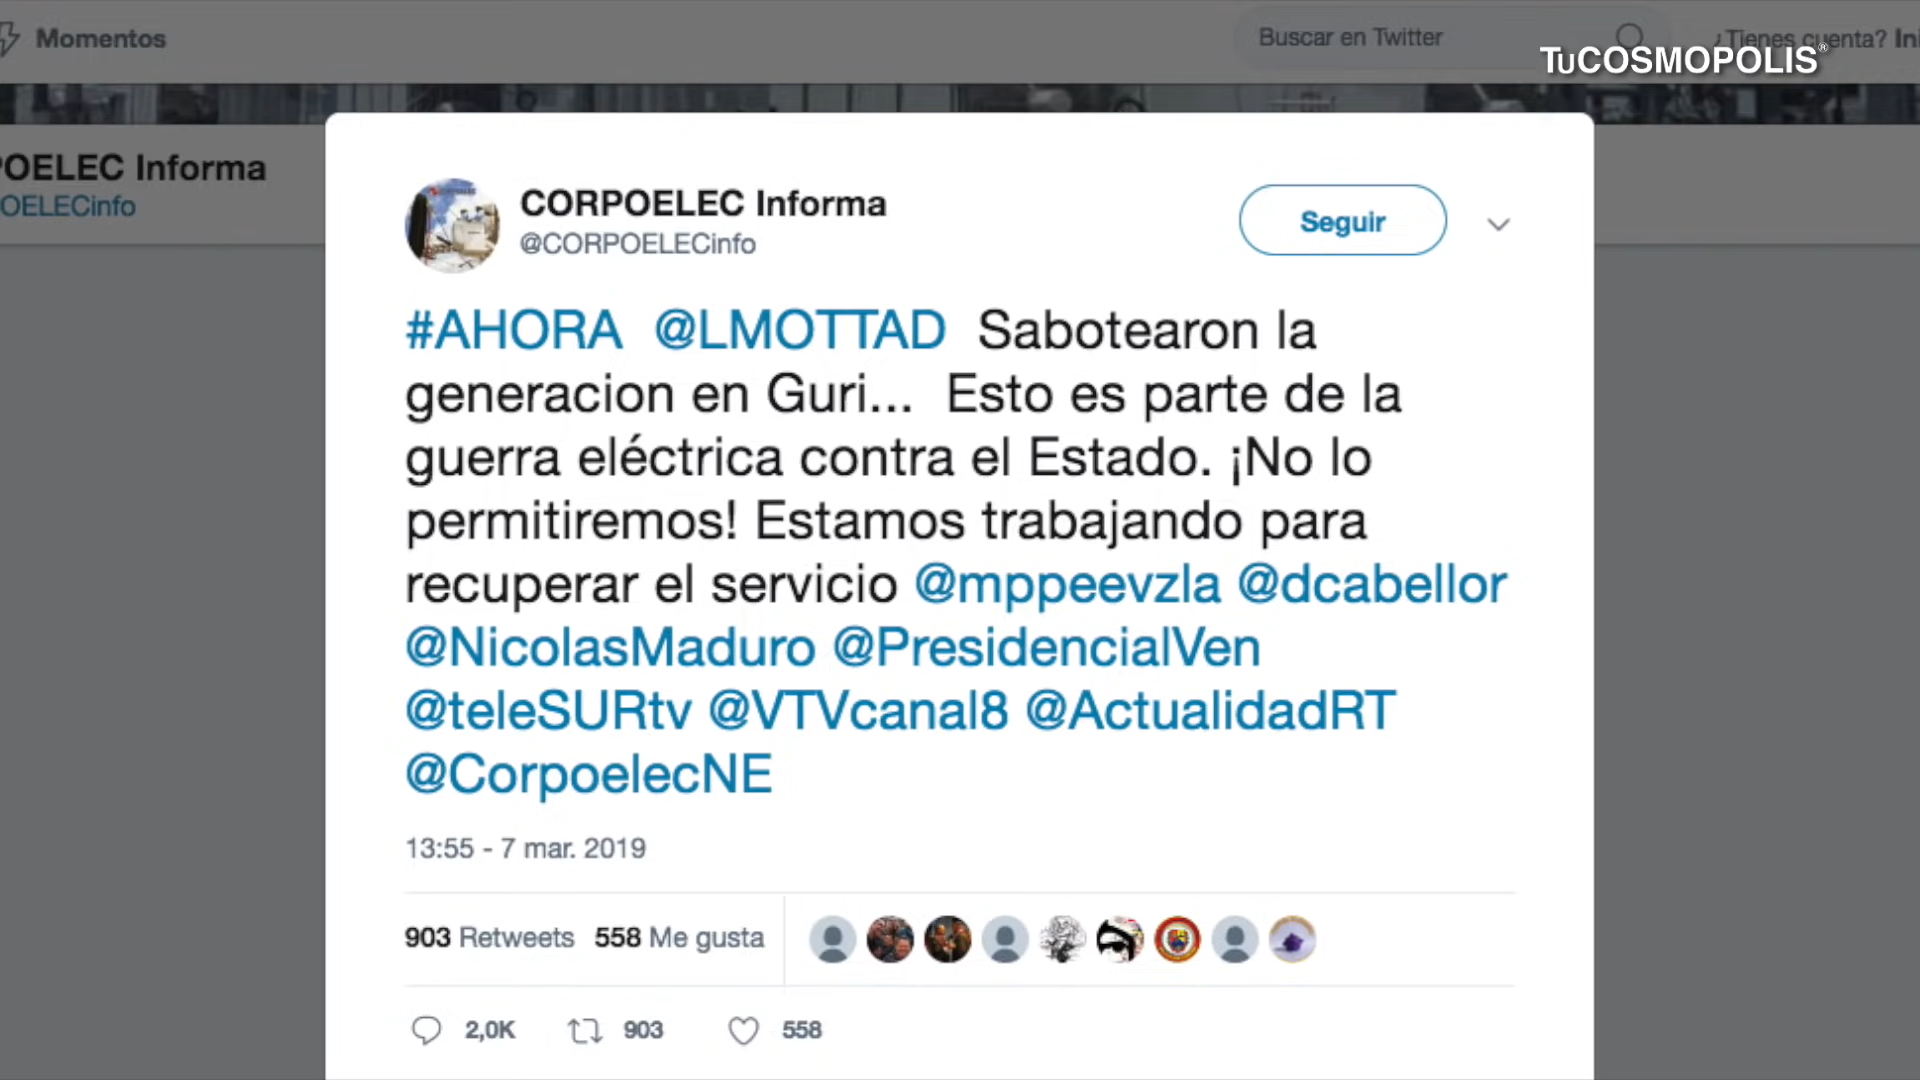 Momentos
Buscar en Twitter
¿Tienes cuenta? Ini
TuCOSMOPOLIS®
POELEC Informa
OELECinfo
CORPOELEC Informa
@CORPOELECinfo
Seguir
#AHORA @LMOTTAD Sabotearon la
generacion en Guri... Esto es parte de la
guerra eléctrica contra el Estado. ¡No lo
permitiremos! Estamos trabajando para
recuperar el servicio @mppeevzla @dcabellor
@NicolasMaduro @PresidencialVen
@teleSURtv @VTVcanal8 @ActualidadRT
@CorpoelecNE
13:55 - 7 mar. 2019
903 Retweets 558 Me gusta
2,0K 903 558